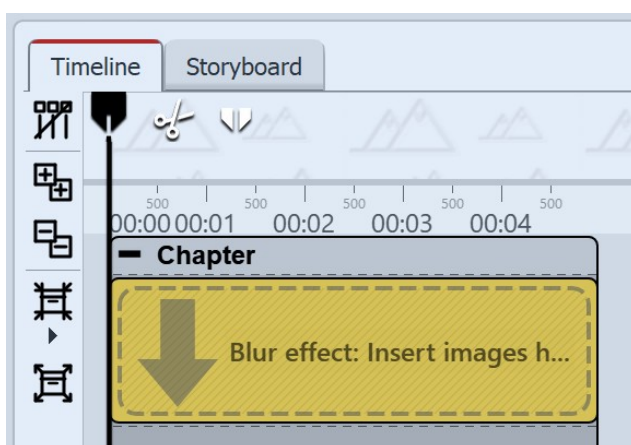 Timeline Storyboard
500 500 500 500 500
00:00 00:01 00:02 00:03 00:04
Chapter
Blur effect: Insert images h...